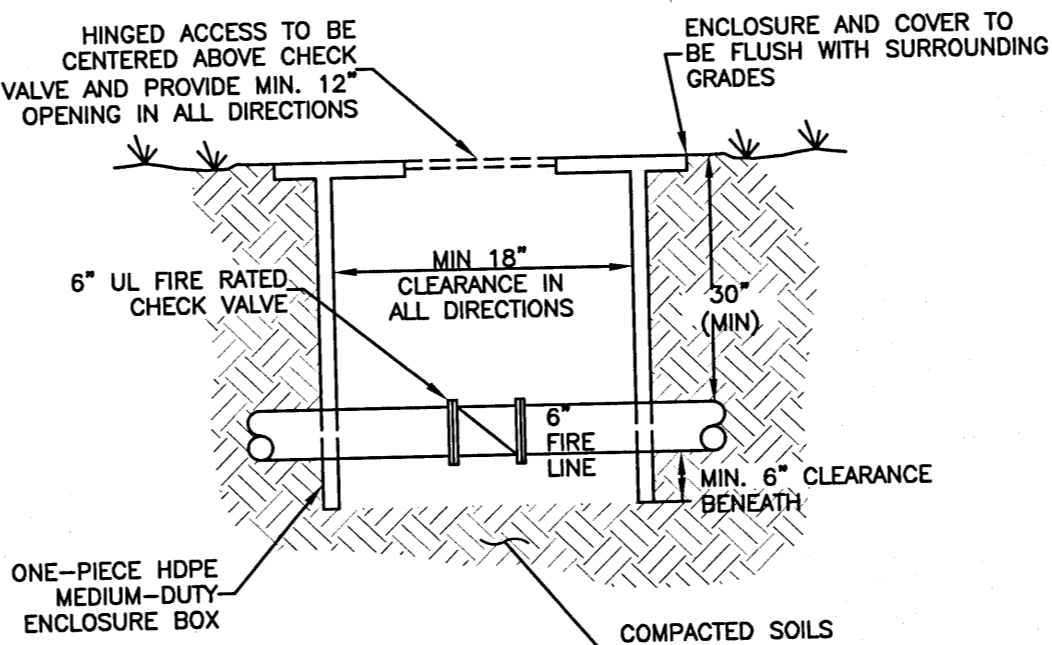 HINGED ACCESS TO BE
CENTERED ABOVE CHECK
VALVE AND PROVIDE MIN. 12"
OPENING IN ALL DIRECTIONS
ENCLOSURE AND COVER TO
BE FLUSH WITH SURROUNDING
GRADES
6" UL FIRE RATED
CHECK VALVE
MIN 18"
CLEARANCE IN
ALL DIRECTIONS
30"
(MIN)
6"
FIRE
LINE
MIN. 6" CLEARANCE
BENEATH
ONE-PIECE HDPE
MEDIUM-DUTY
ENCLOSURE BOX
COMPACTED SOILS